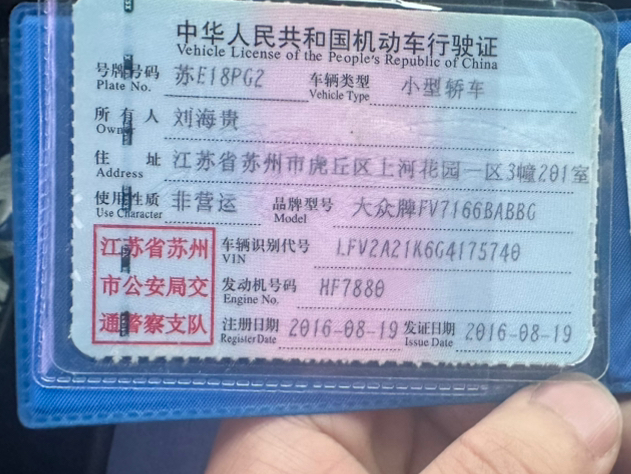 中华人民共和国机动车行驶证
Vehicle License of the People's Republic of China
号牌号码 苏E18PG2 车辆类型 小型轿车
Plate No. Vehicle Type
所有人 刘海贵
Owner
住址 江苏省苏州市虎丘区上河花园一区3幢201室
Address
使用性质 非营运 品牌型号 大众牌FV7166BABBG
Use Character Model
江苏省苏州
市公安局交
通警察支队
车辆识别代号 LFV2A21K6G4175740
VIN
发动机号码 HF7880
Engine No.
注册日期 2016-08-19 发证日期 2016-08-19
Register Date Issue Date